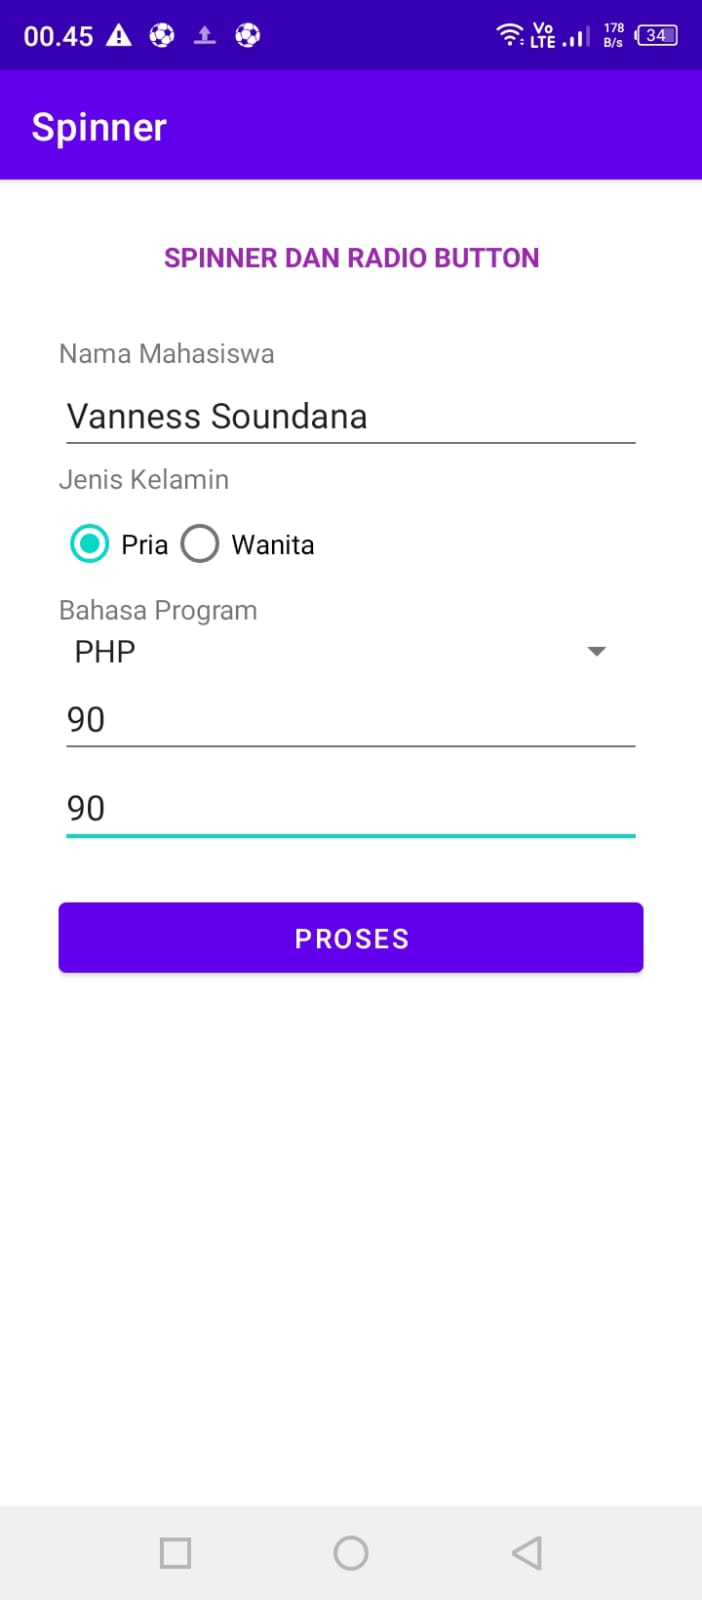 00.45 Vo LTE 178 B/s 34
Spinner
SPINNER DAN RADIO BUTTON
Nama Mahasiswa
Vanness Soundana
Jenis Kelamin
Pria Wanita
Bahasa Program
PHP
90
90
PROSES